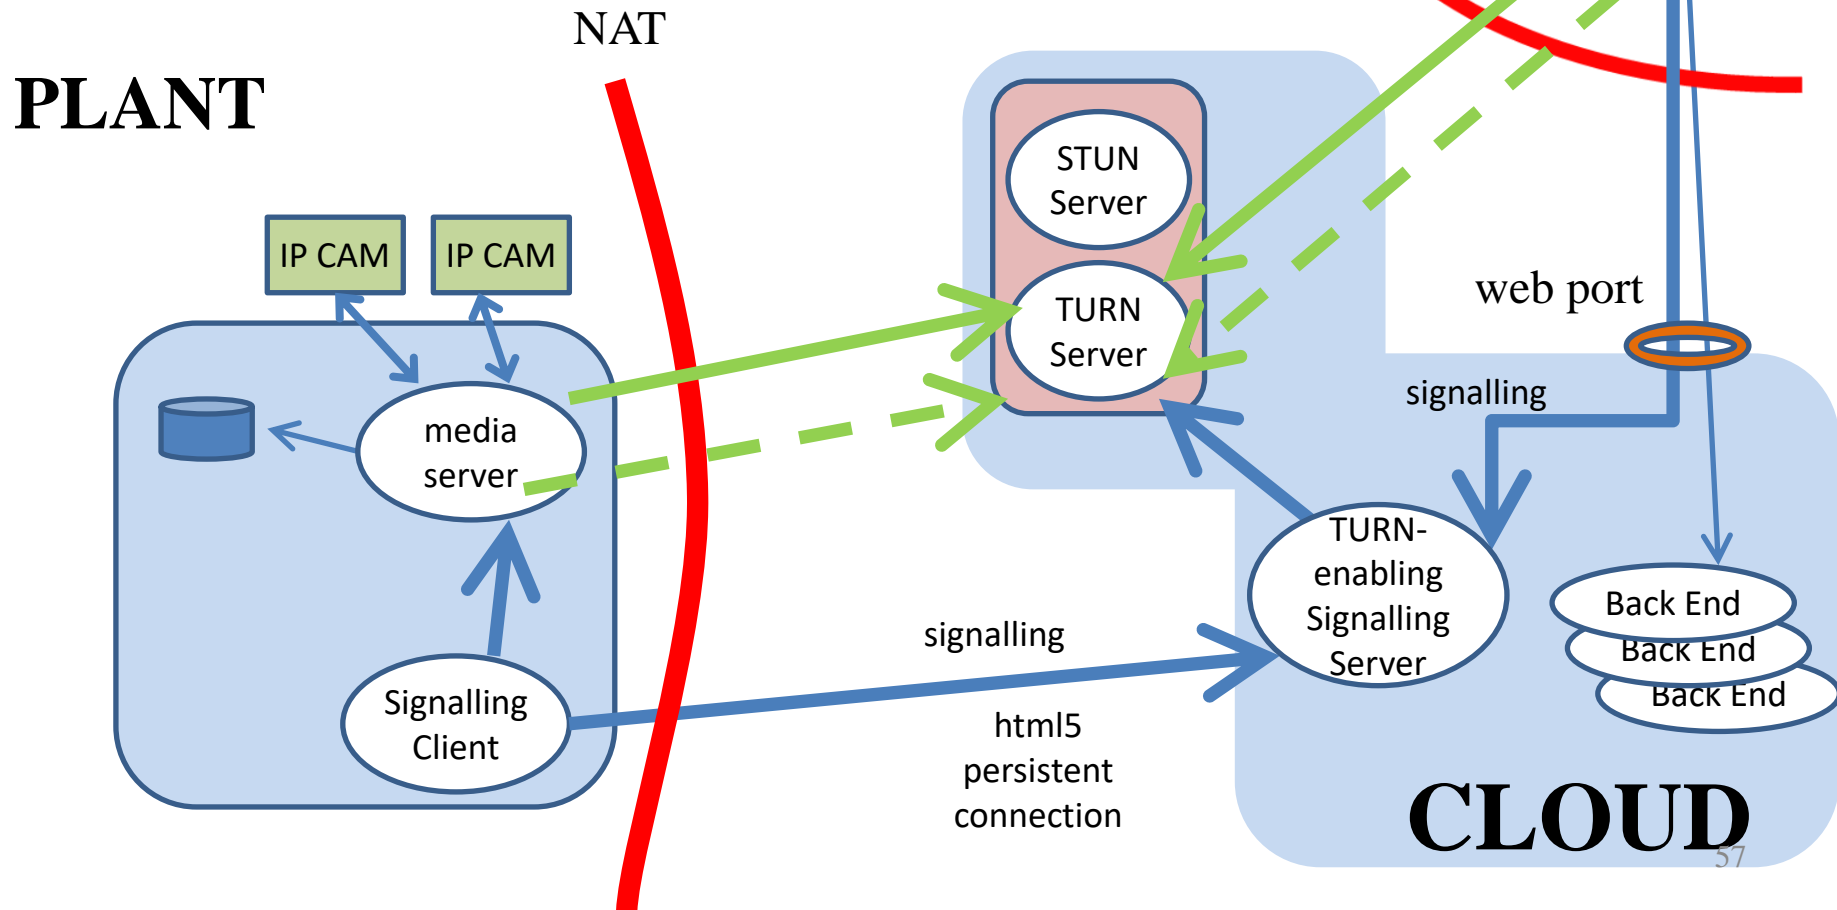 NAT
PLANT
STUN
Server
IP CAM
IP CAM
TURN
Server
web port
signalling
media
server
TURN-
enabling
Signalling
Server
Back End
Back End
Back End
signalling
Signalling
Client
html5
persistent
connection
CLOUD
57